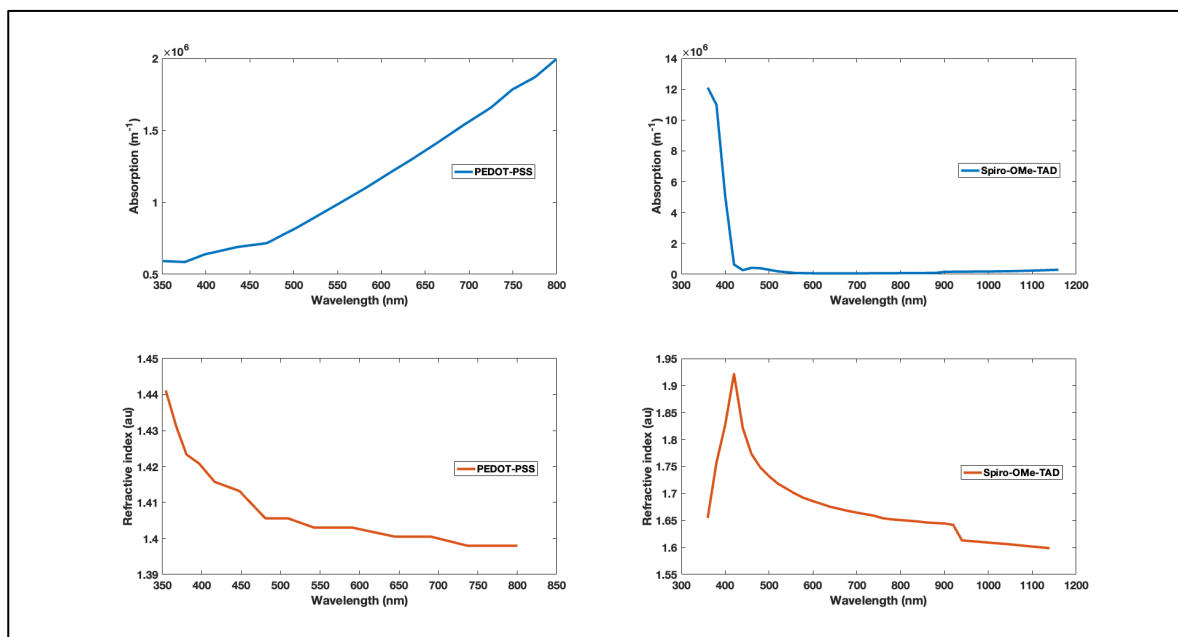 ×10⁶
2
1.5
1
0.5
Absorption (m⁻¹)
PEDOT-PSS
350 400 450 500 550 600 650 700 750 800
Wavelength (nm)
×10⁶
14
12
10
8
6
4
2
0
Absorption (m⁻¹)
Spiro-OMe-TAD
300 400 500 600 700 800 900 1000 1100 1200
Wavelength (nm)
1.45
1.44
1.43
1.42
1.41
1.4
1.39
Refractive index (au)
PEDOT-PSS
350 400 450 500 550 600 650 700 750 800 850
Wavelength (nm)
1.95
1.9
1.85
1.8
1.75
1.7
1.65
1.6
1.55
Refractive index (au)
Spiro-OMe-TAD
300 400 500 600 700 800 900 1000 1100 1200
Wavelength (nm)